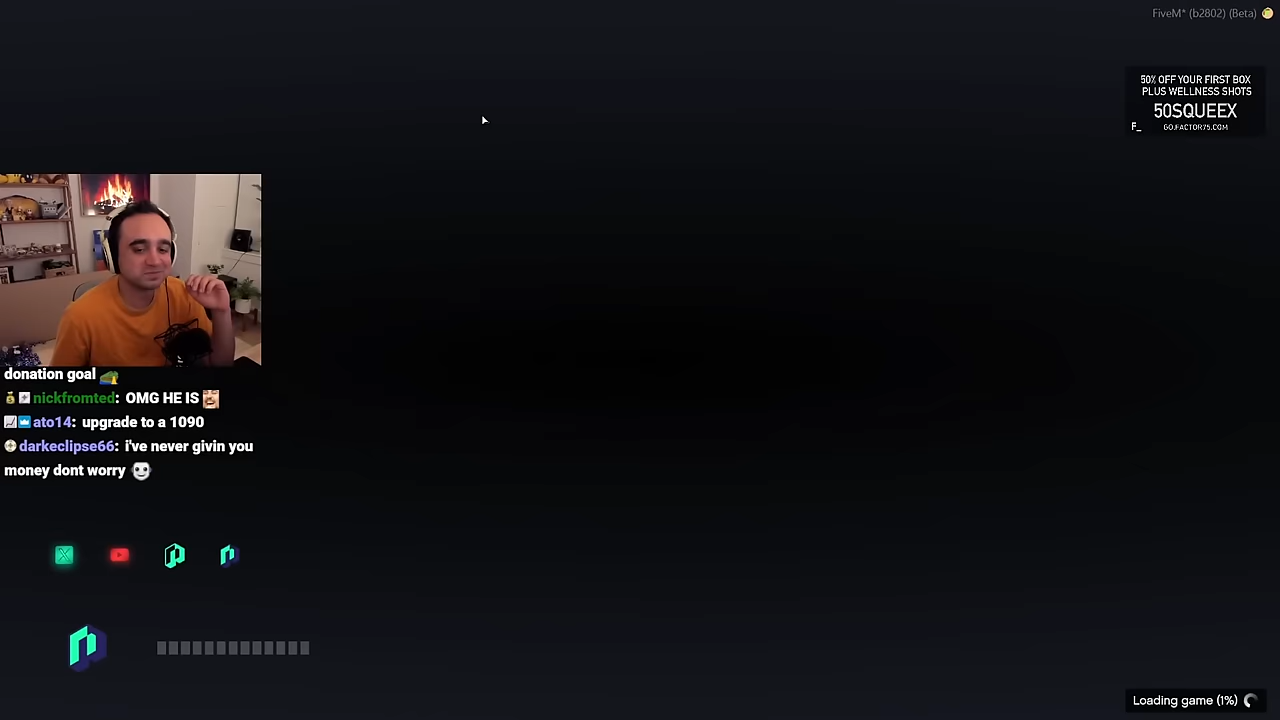 FiveM* (b2802) (Beta)
50% OFF YOUR FIRST BOX
PLUS WELLNESS SHOTS
50SQUEEX
F_
GO.FACTOR75.COM
donation goal
nickfromted: OMG HE IS
ato14: upgrade to a 1090
darkeclipse66: i've never givin you
money dont worry
Loading game (1%)